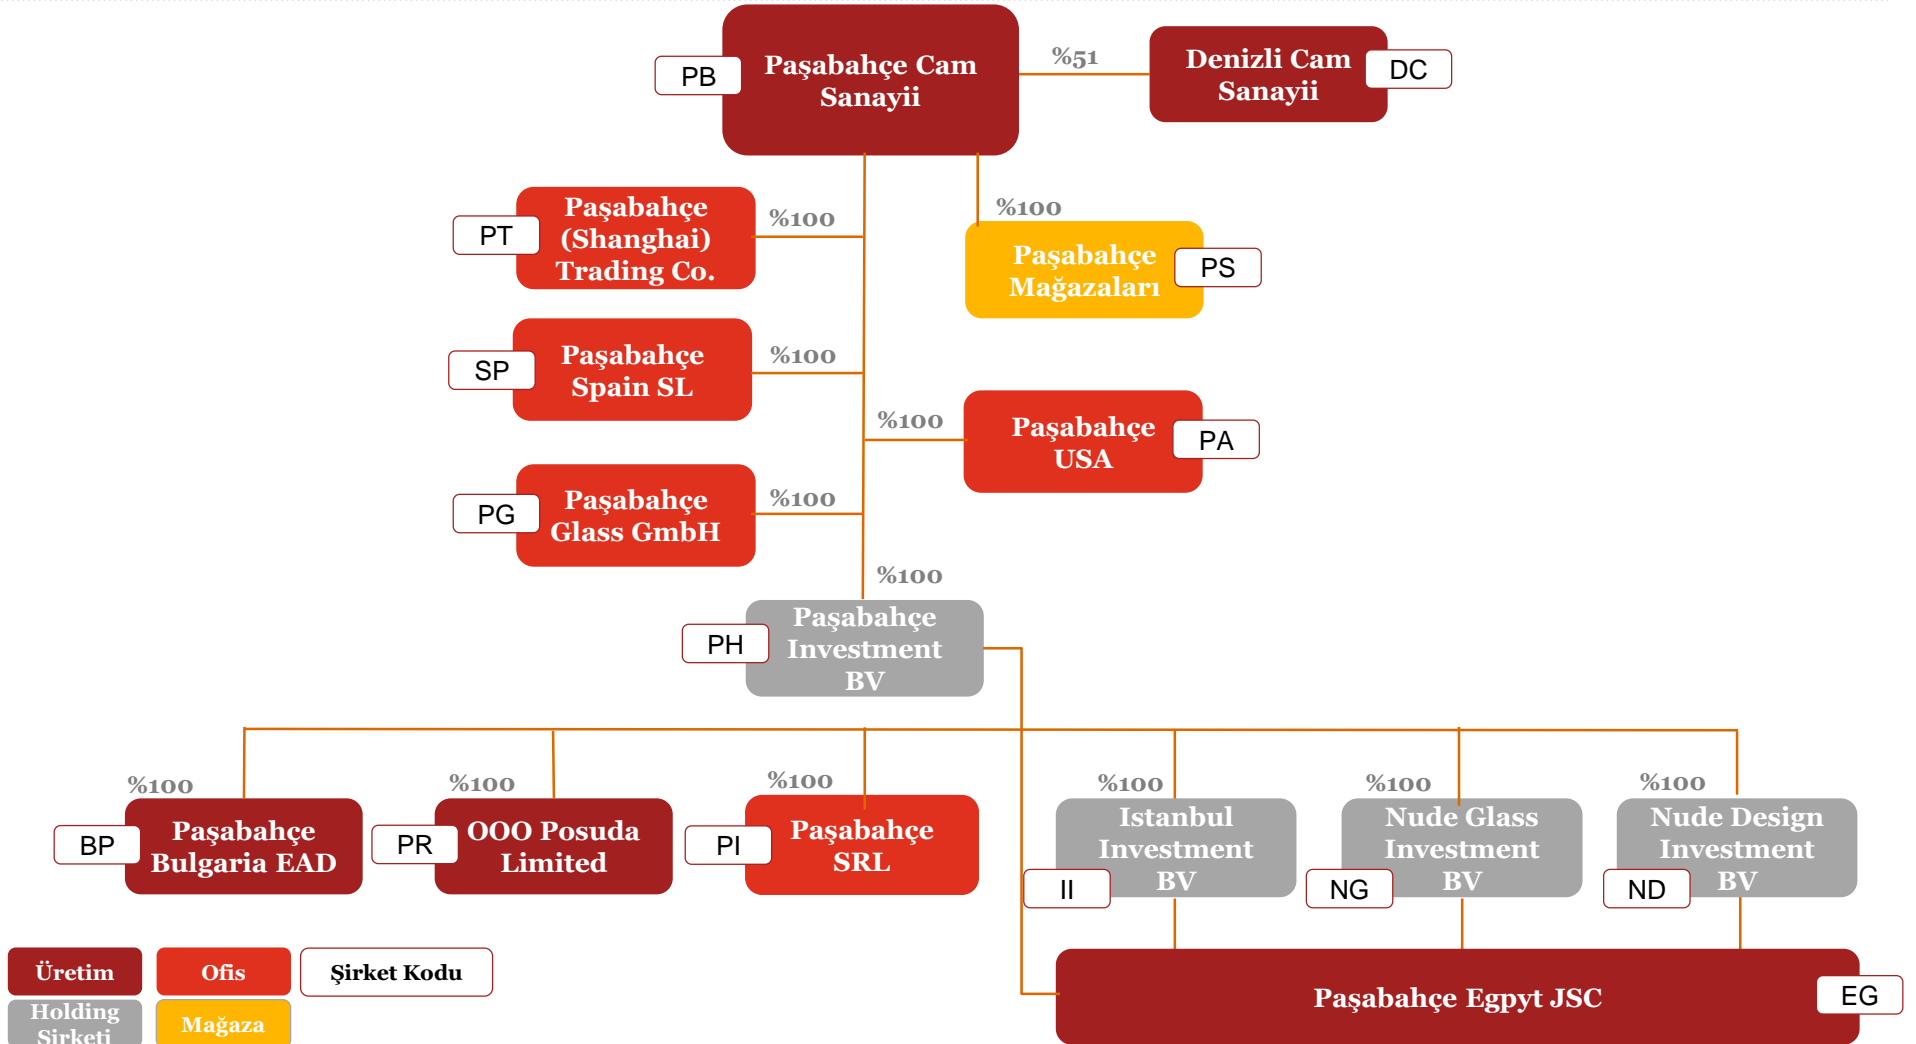 PB
Paşabahçe Cam
Sanayii
%51
Denizli Cam
Sanayii
DC
PT
Paşabahçe
(Shanghai)
Trading Co.
%100
%100
Paşabahçe
Mağazaları
PS
SP
Paşabahçe
Spain SL
%100
%100
Paşabahçe
USA
PA
PG
Paşabahçe
Glass GmbH
%100
%100
PH
Paşabahçe
Investment
BV
%100
%100
%100
%100
%100
%100
BP
Paşabahçe
Bulgaria EAD
PR
OOO Posuda
Limited
PI
Paşabahçe
SRL
II
Istanbul
Investment
BV
NG
Nude Glass
Investment
BV
ND
Nude Design
Investment
BV
Paşabahçe Egpyt JSC
EG
Üretim
Ofis
Şirket Kodu
Holding
Şirketi
Mağaza